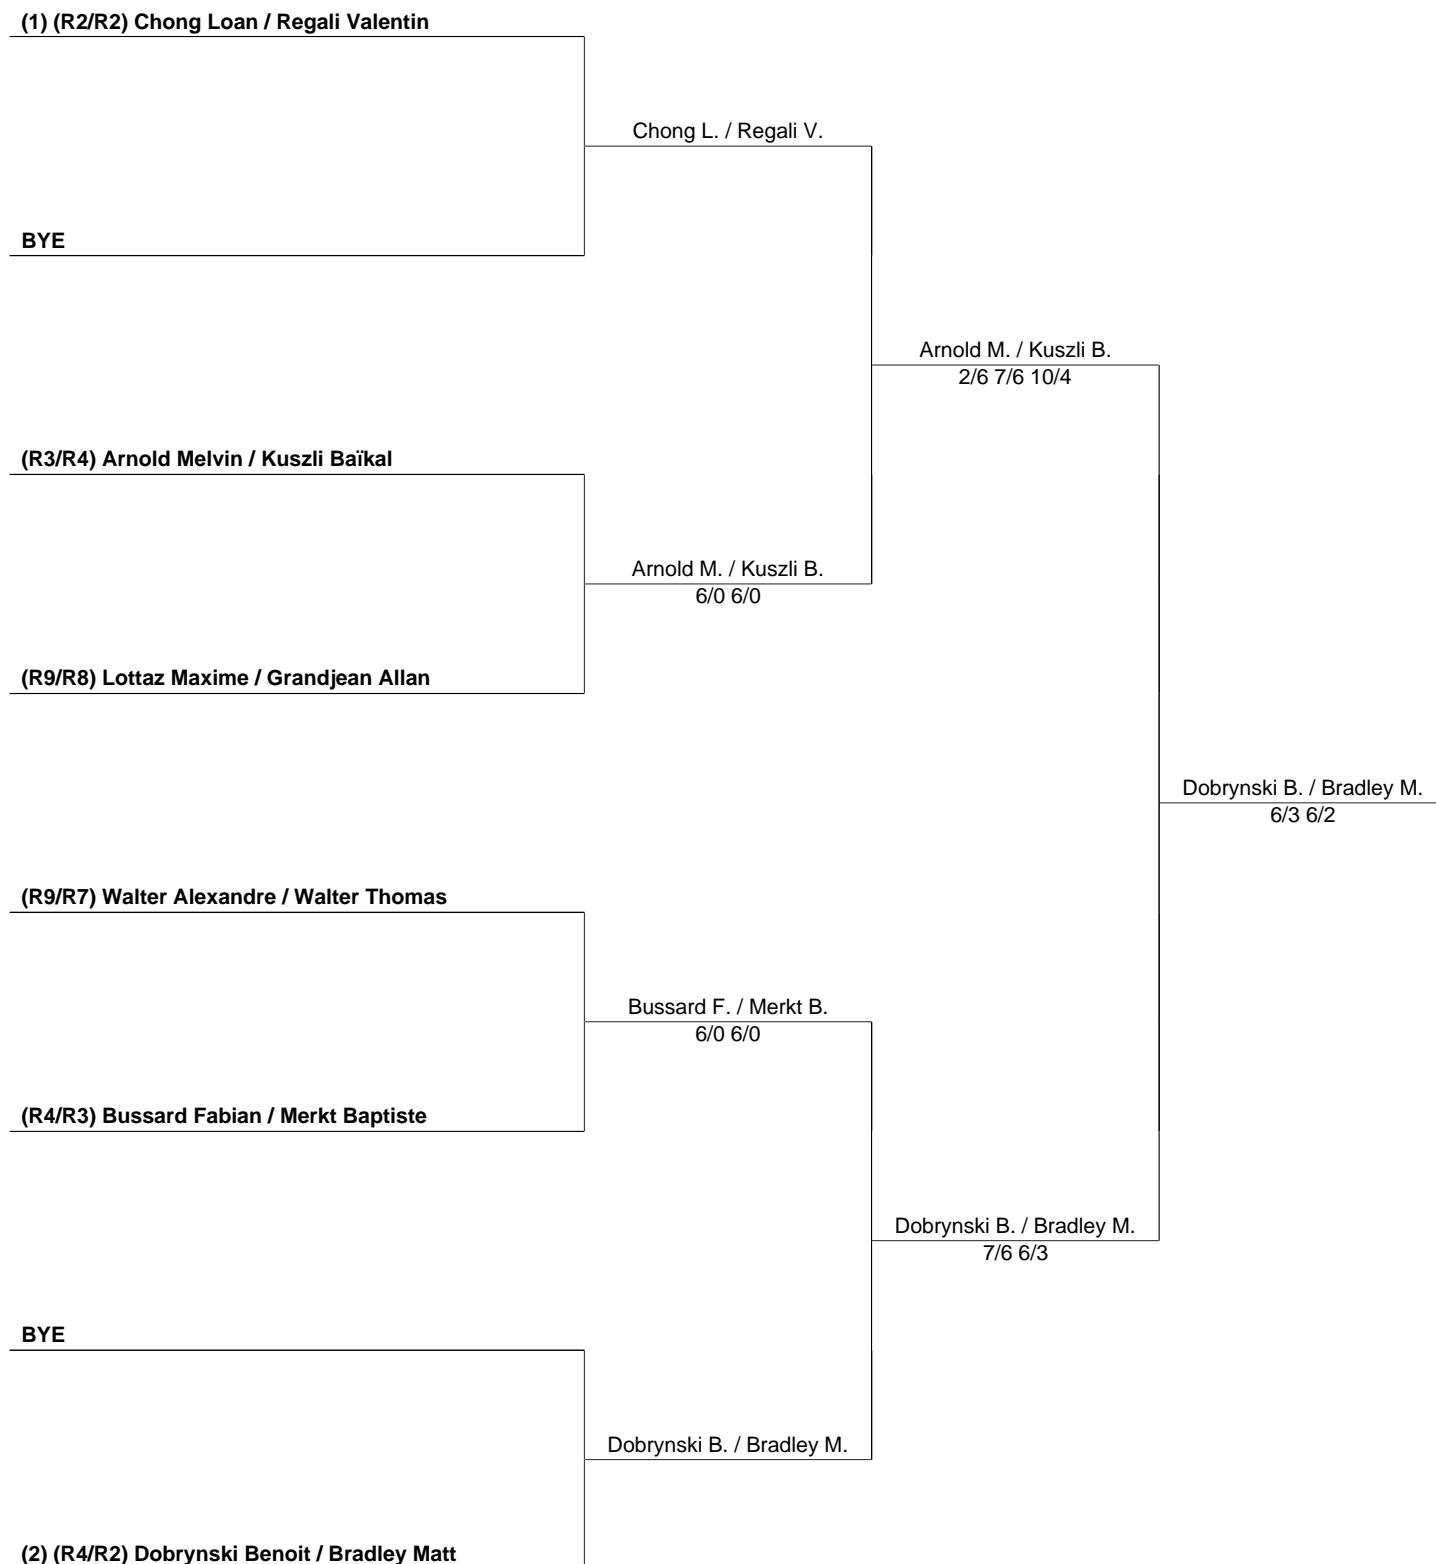 (1) (R2/R2) Chong Loan / Regali Valentin
Chong L. / Regali V.
BYE
Arnold M. / Kuszli B.
2/6 7/6 10/4
(R3/R4) Arnold Melvin / Kuszli Baïkal
Arnold M. / Kuszli B.
6/0 6/0
(R9/R8) Lottaz Maxime / Grandjean Allan
Dobrynski B. / Bradley M.
6/3 6/2
(R9/R7) Walter Alexandre / Walter Thomas
Bussard F. / Merkt B.
6/0 6/0
(R4/R3) Bussard Fabian / Merkt Baptiste
Dobrynski B. / Bradley M.
7/6 6/3
BYE
Dobrynski B. / Bradley M.
(2) (R4/R2) Dobrynski Benoit / Bradley Matt